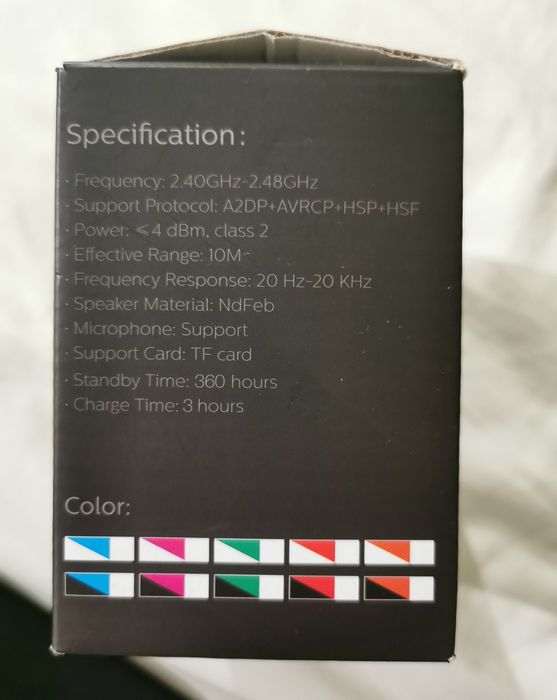 Specification:
· Frequency: 2.40GHz-2.48GHz
· Support Protocol: A2DP+AVRCP+HSP+HSF
· Power: ≤4 dBm, class 2
· Effective Range: 10M
· Frequency Response: 20 Hz-20 KHz
· Speaker Material: NdFeb
· Microphone: Support
· Support Card: TF card
· Standby Time: 360 hours
· Charge Time: 3 hours
Color: